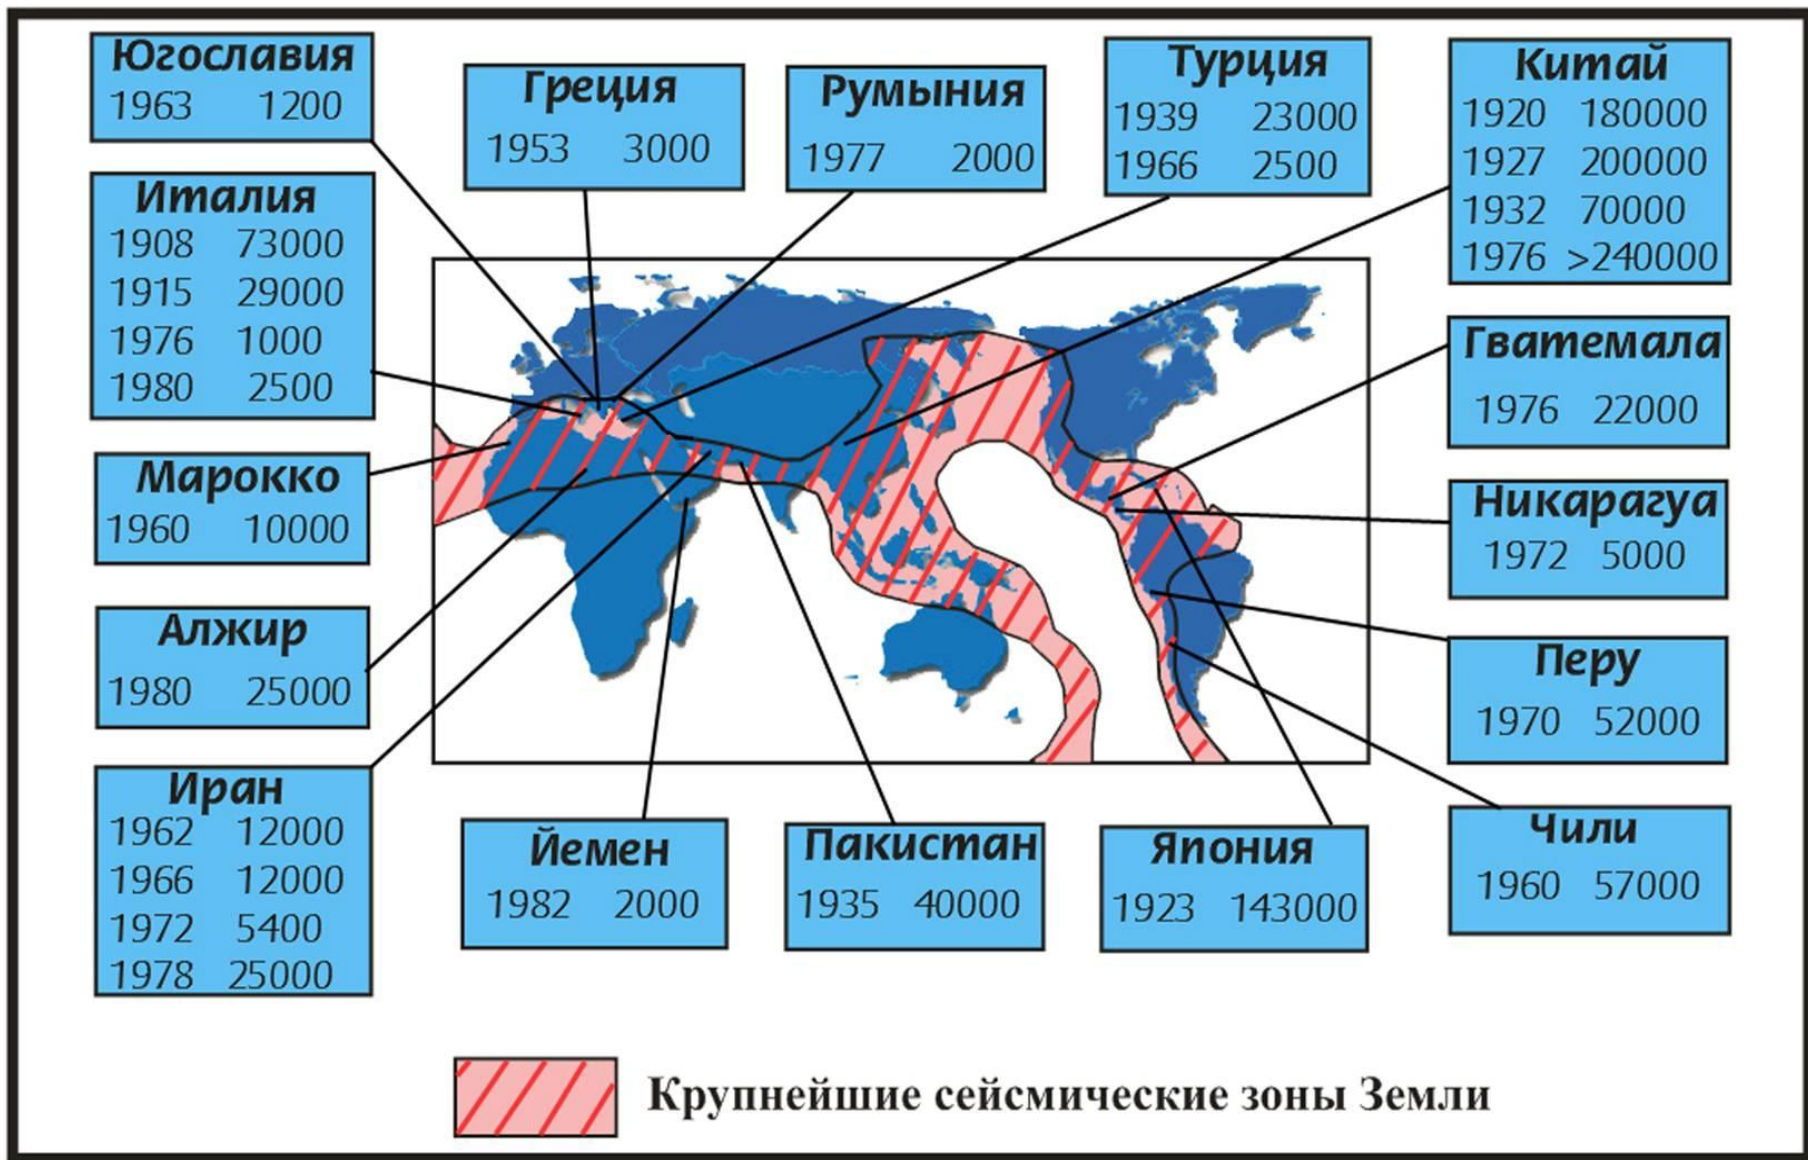 Югославия
1963 1200
Италия
1908 73000
1915 29000
1976 1000
1980 2500
Марокко
1960 10000
Алжир
1980 25000
Иран
1962 12000
1966 12000
1972 5400
1978 25000
Греция
1953 3000
Румыния
1977 2000
Турция
1939 23000
1966 2500
Китай
1920 180000
1927 200000
1932 70000
1976 >240000
Гватемала
1976 22000
Никарагуа
1972 5000
Перу
1970 52000
Чили
1960 57000
Йемен
1982 2000
Пакистан
1935 40000
Япония
1923 143000
Крупнейшие сейсмические зоны Земли